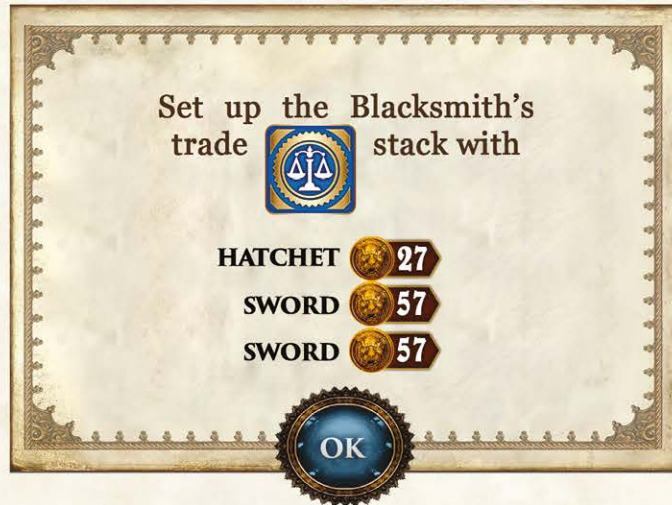 Set up the Blacksmith’s
trade stack with
HATCHET 27
SWORD 57
SWORD 57
OK